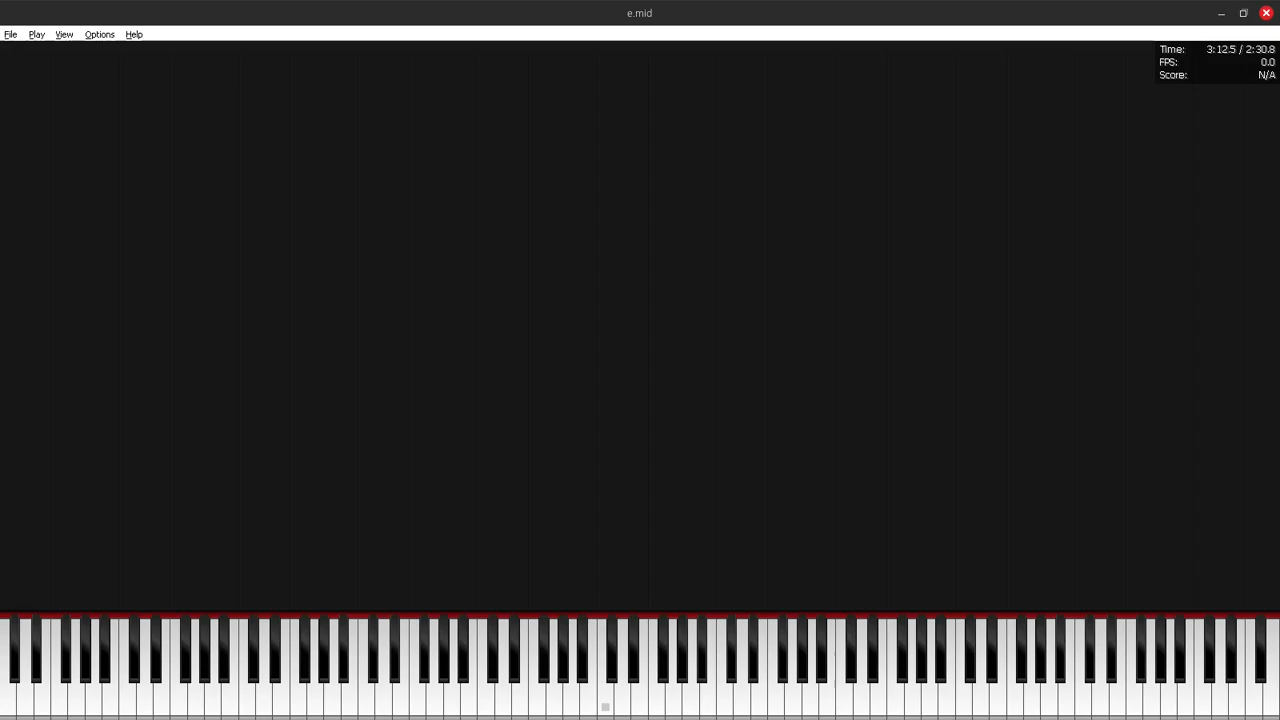 e.mid
File Play View Options Help
Time: 3:12.5 / 2:30.8
FPS: 0.0
Score: N/A